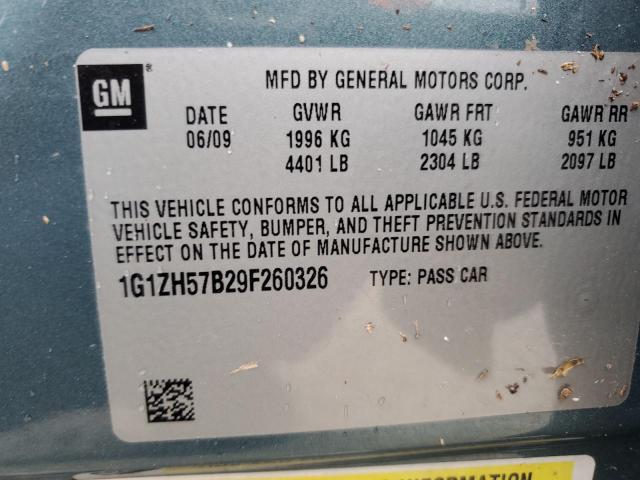 GM
MFD BY GENERAL MOTORS CORP.
DATE GVWR GAWR FRT GAWR RR
06/09 1996 KG 1045 KG 951 KG
4401 LB 2304 LB 2097 LB
THIS VEHICLE CONFORMS TO ALL APPLICABLE U.S. FEDERAL MOTOR
VEHICLE SAFETY, BUMPER, AND THEFT PREVENTION STANDARDS IN
EFFECT ON THE DATE OF MANUFACTURE SHOWN ABOVE.
1G1ZH57B29F260326 TYPE: PASS CAR
INFORMATION